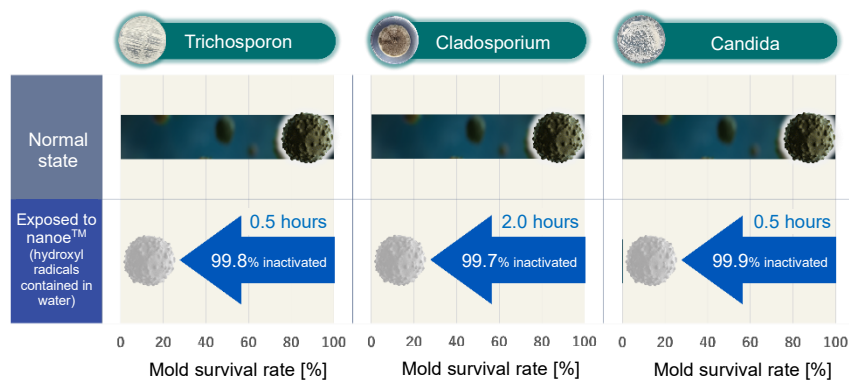 Trichosporon
Cladosporium
Candida
Normal
state
Exposed to
nanoe™
(hydroxyl
radicals
contained in
water)
0.5 hours
99.8% inactivated
2.0 hours
99.7% inactivated
0.5 hours
99.9% inactivated
0 20 40 60 80 100
0 20 40 60 80 100
0 20 40 60 80 100
Mold survival rate [%]
Mold survival rate [%]
Mold survival rate [%]